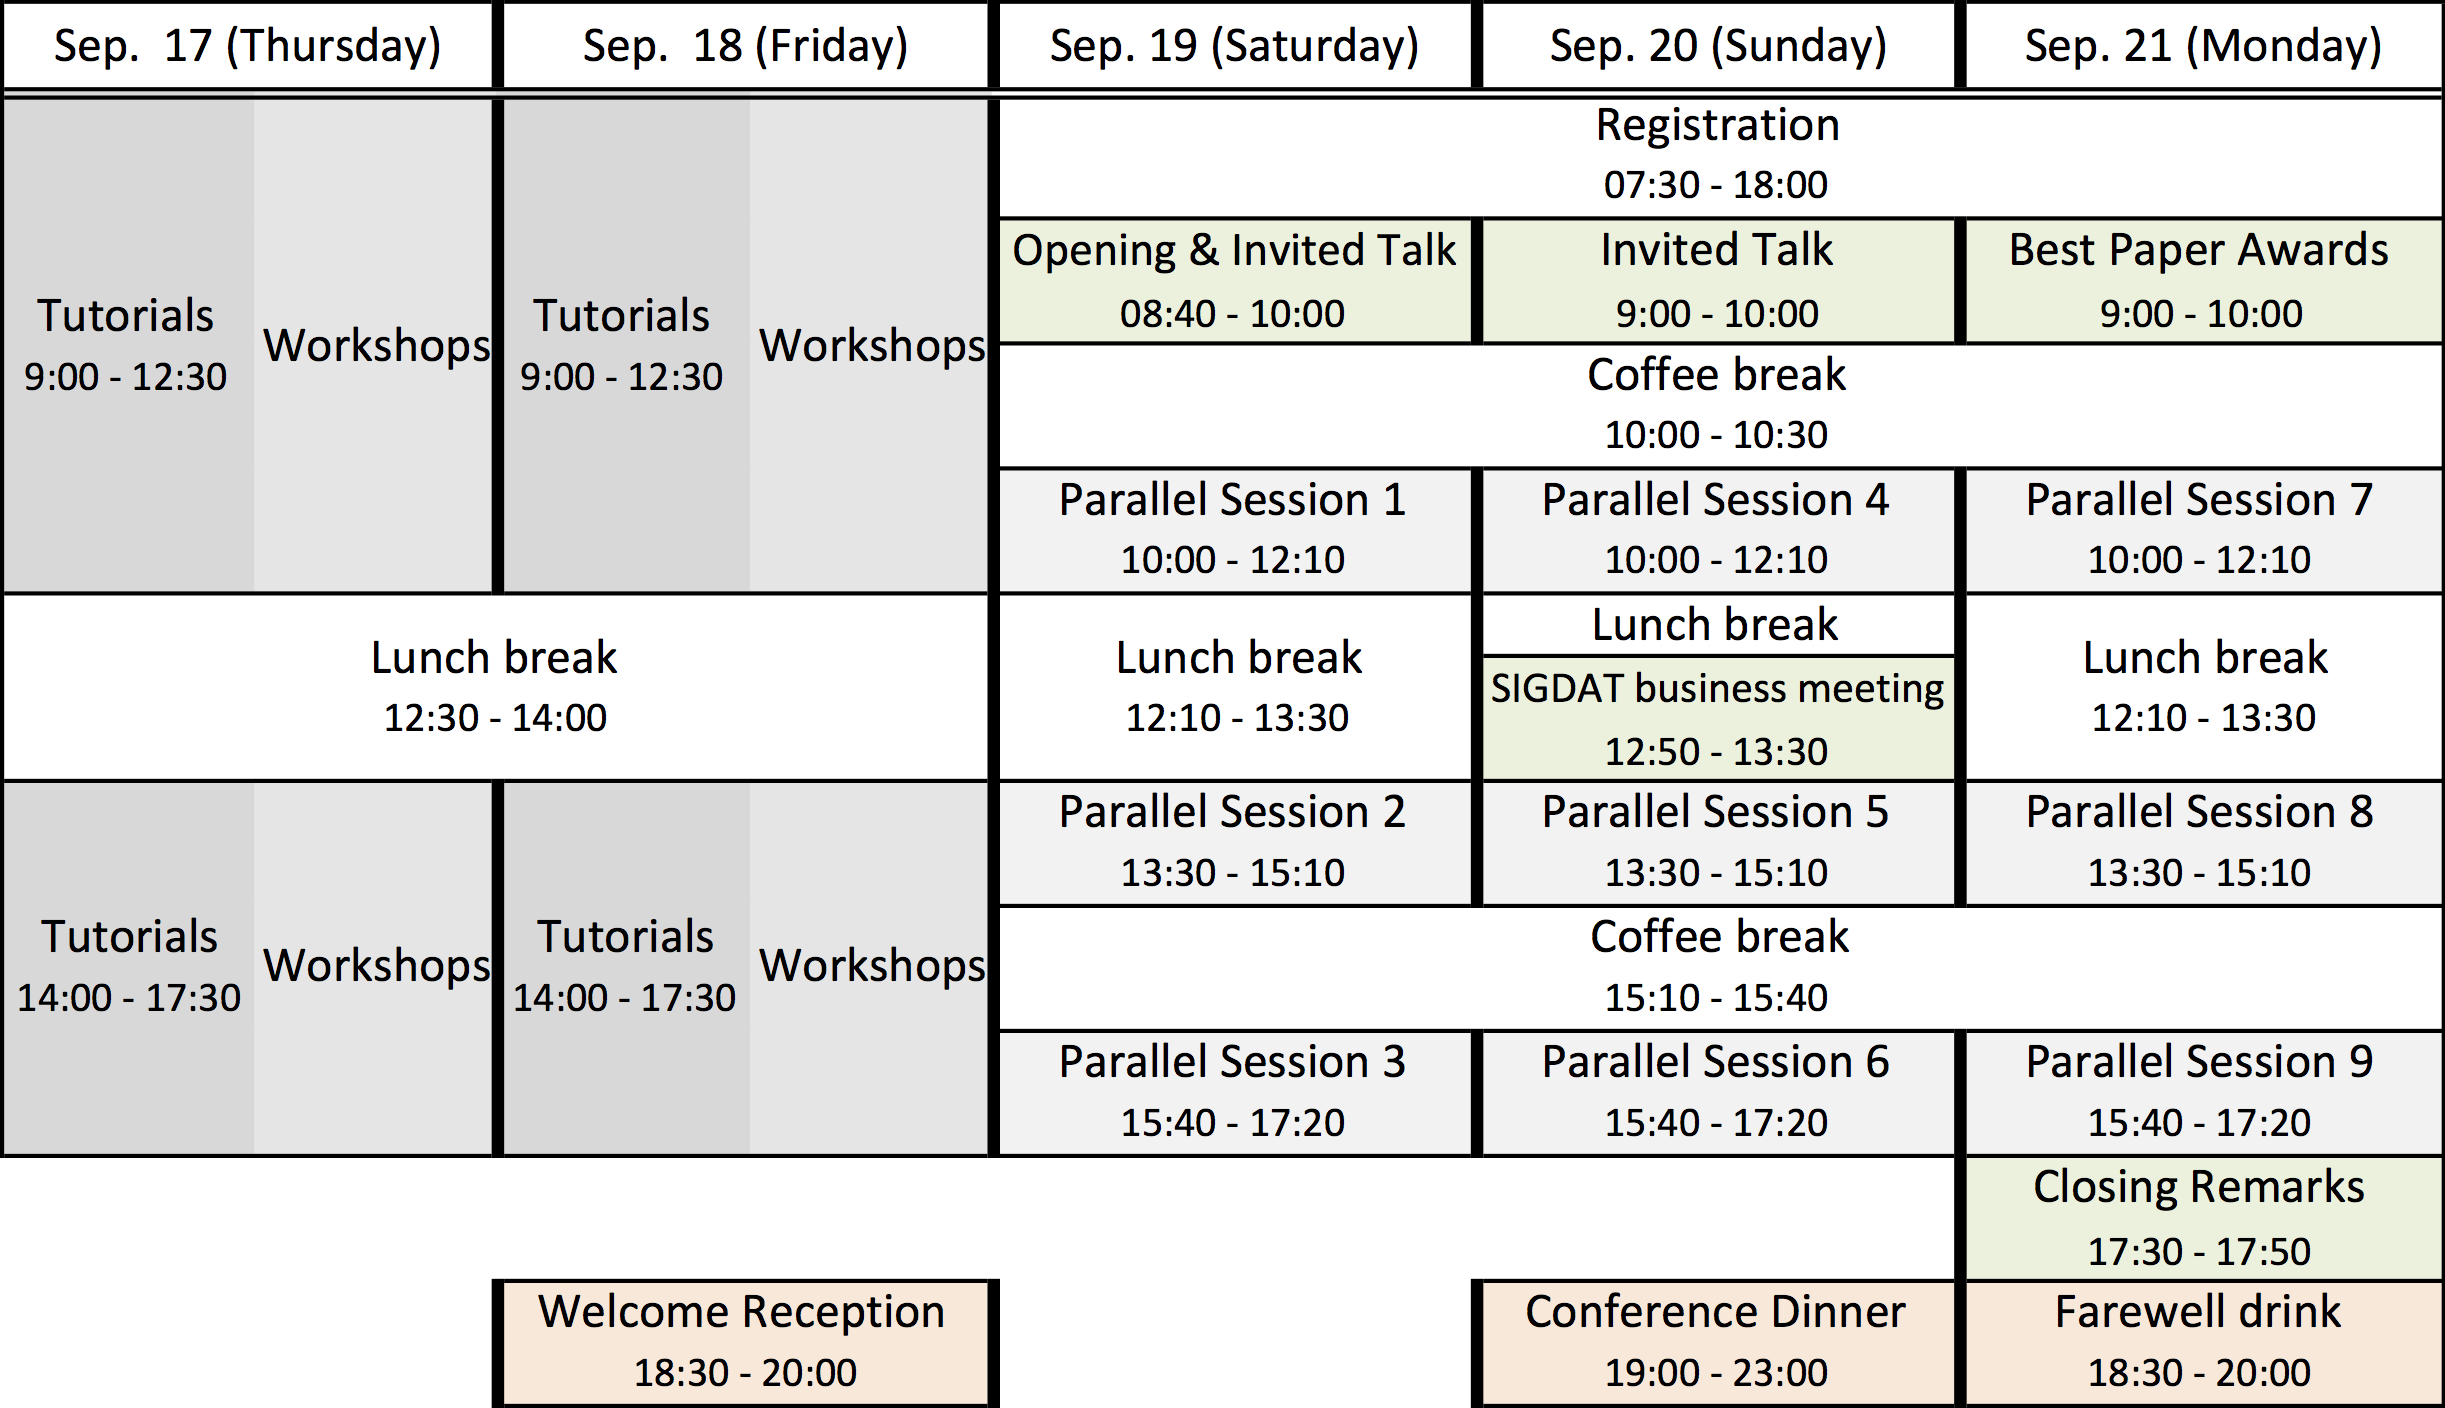 Sep. 17 (Thursday)
Sep. 18 (Friday)
Sep. 19 (Saturday)
Sep. 20 (Sunday)
Sep. 21 (Monday)
Tutorials
9:00 - 12:30
Workshops
Tutorials
9:00 - 12:30
Workshops
Registration
07:30 - 18:00
Opening & Invited Talk
08:40 - 10:00
Invited Talk
9:00 - 10:00
Best Paper Awards
9:00 - 10:00
Coffee break
10:00 - 10:30
Parallel Session 1
10:00 - 12:10
Parallel Session 4
10:00 - 12:10
Parallel Session 7
10:00 - 12:10
Lunch break
12:30 - 14:00
Lunch break
12:10 - 13:30
Lunch break
SIGDAT business meeting
12:50 - 13:30
Lunch break
12:10 - 13:30
Tutorials
14:00 - 17:30
Workshops
Tutorials
14:00 - 17:30
Workshops
Parallel Session 2
13:30 - 15:10
Parallel Session 5
13:30 - 15:10
Parallel Session 8
13:30 - 15:10
Coffee break
15:10 - 15:40
Parallel Session 3
15:40 - 17:20
Parallel Session 6
15:40 - 17:20
Parallel Session 9
15:40 - 17:20
Closing Remarks
17:30 - 17:50
Welcome Reception
18:30 - 20:00
Conference Dinner
19:00 - 23:00
Farewell drink
18:30 - 20:00